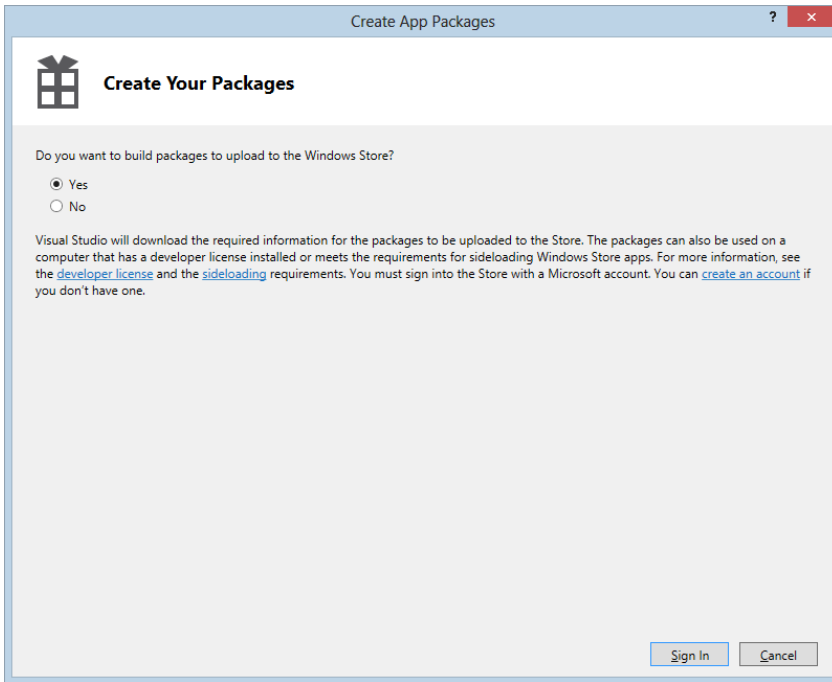 Create App Packages
?
Create Your Packages
Do you want to build packages to upload to the Windows Store?
Yes
No
Visual Studio will download the required information for the packages to be uploaded to the Store. The packages can also be used on a
computer that has a developer license installed or meets the requirements for sideloading Windows Store apps. For more information, see
the developer license and the sideloading requirements. You must sign into the Store with a Microsoft account. You can create an account if
you don't have one.
Sign In
Cancel